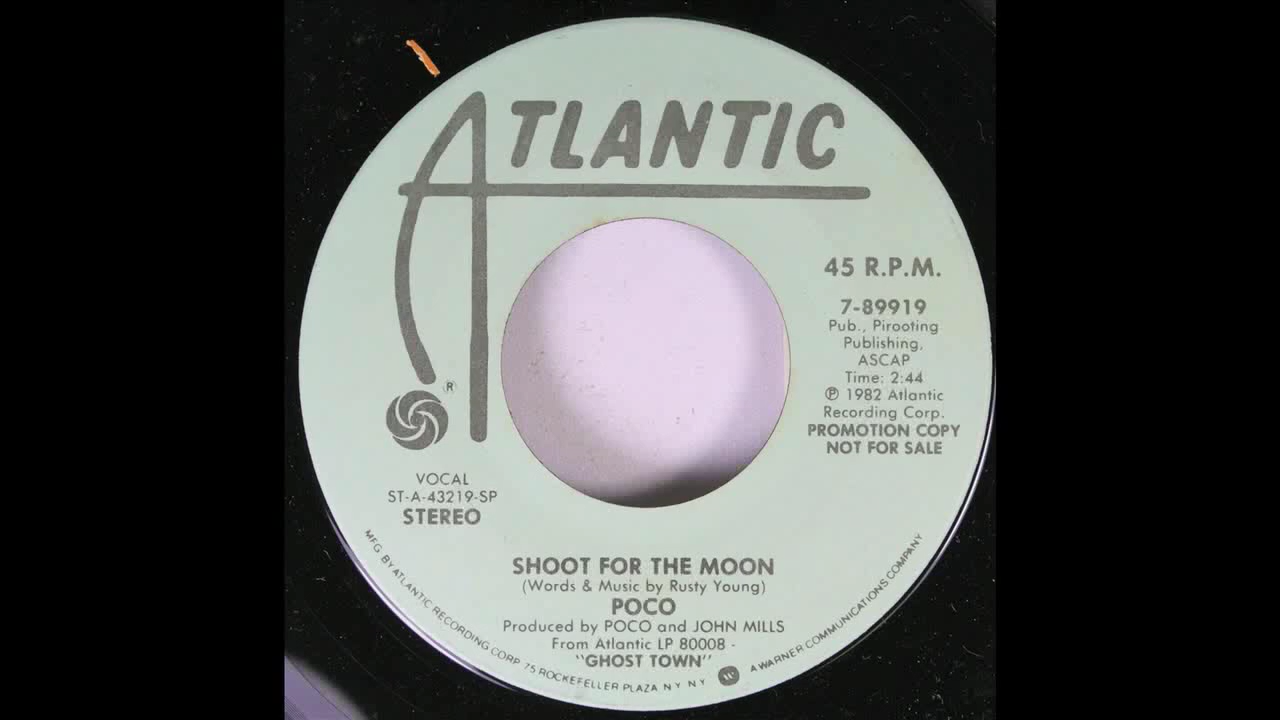 ATLANTIC
45 R.P.M.
7-89919
Pub., Pirooting
Publishing,
ASCAP
Time: 2:44
℗ 1982 Atlantic
Recording Corp.
PROMOTION COPY
NOT FOR SALE
®
VOCAL
ST-A-43219-SP
STEREO
SHOOT FOR THE MOON
(Words & Music by Rusty Young)
POCO
Produced by POCO and JOHN MILLS
From Atlantic LP 80008 -
"GHOST TOWN"
MFG BY ATLANTIC RECORDING CORP 75 ROCKEFELLER PLAZA N Y N Y A WARNER COMMUNICATIONS COMPANY